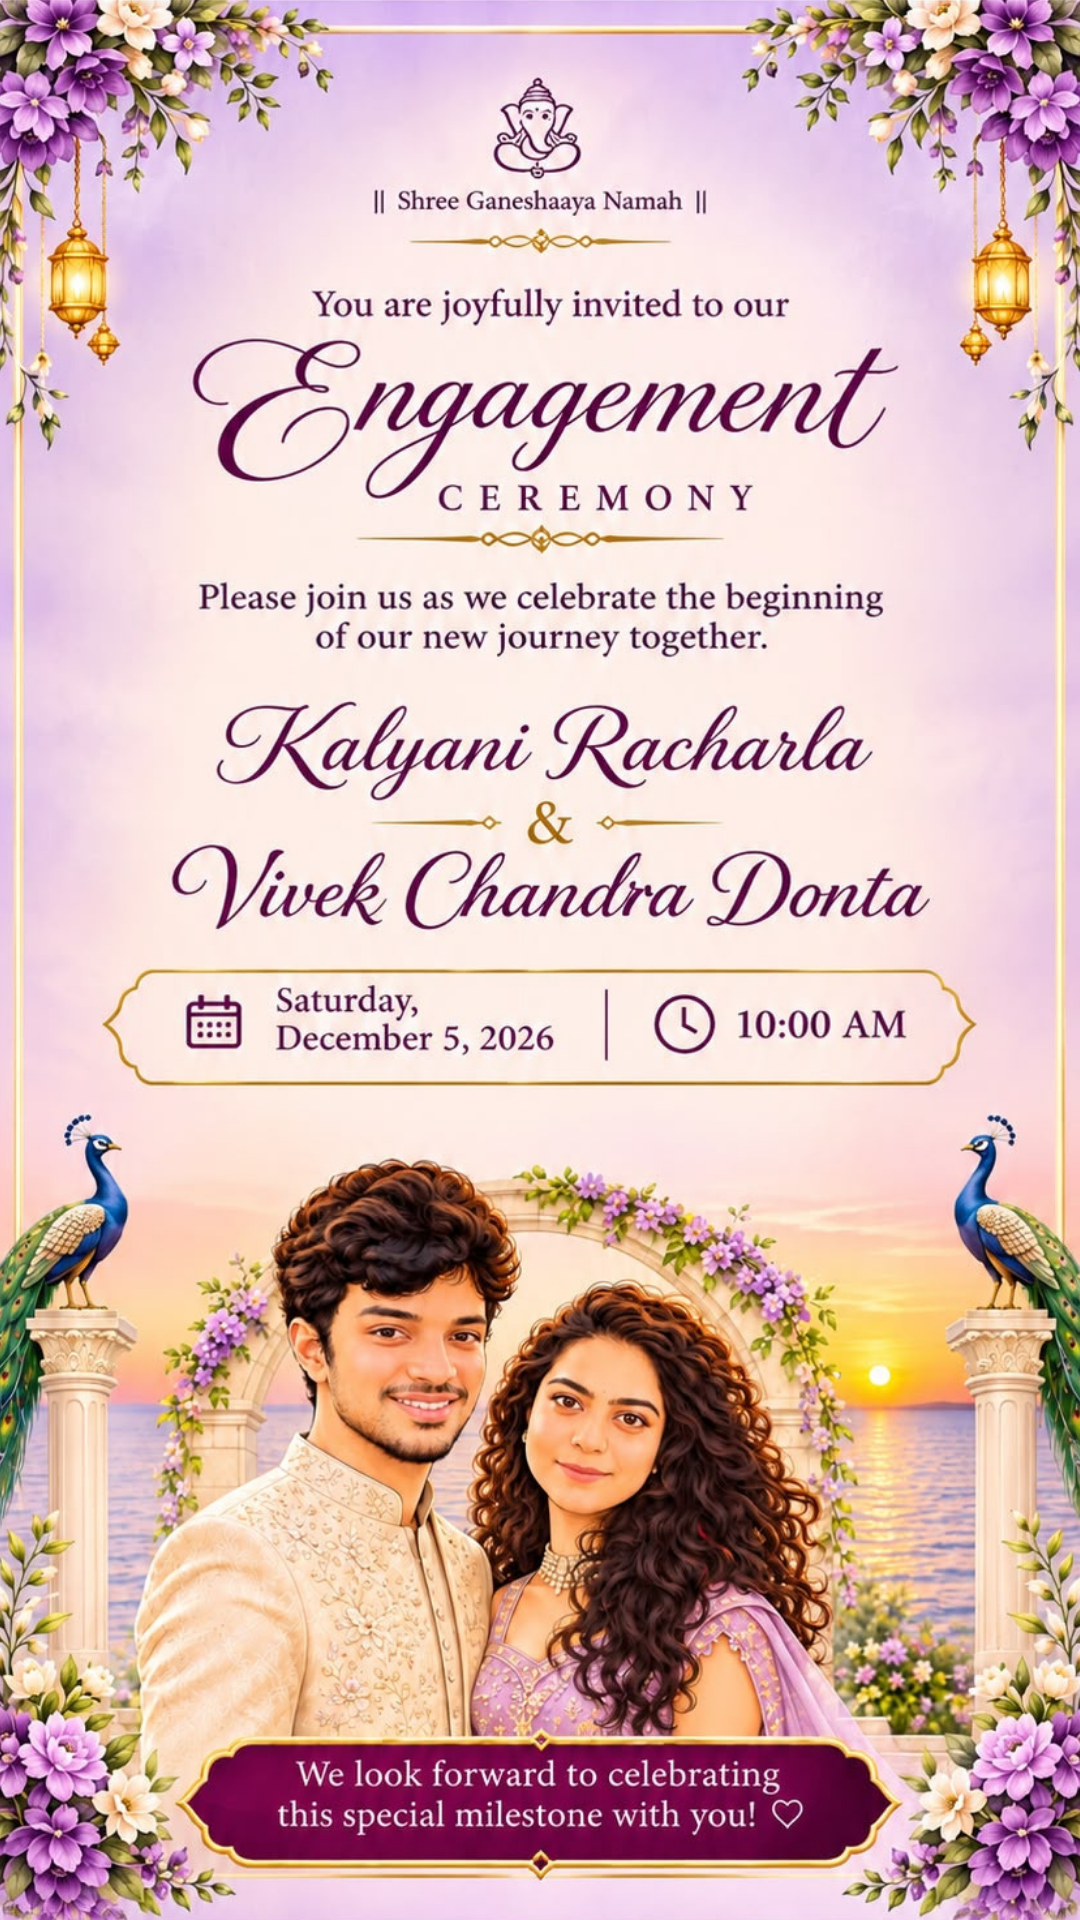 || Shree Ganeshaaya Namah ||
You are joyfully invited to our
Engagement
CEREMONY
Please join us as we celebrate the beginning
of our new journey together.
Kalyani Racharla
&
Vivek Chandra Donta
Saturday,
December 5, 2026
10:00 AM
We look forward to celebrating
this special milestone with you! ♡